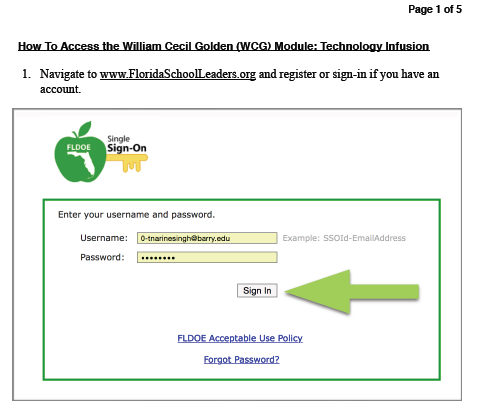 Page 1 of 5
How To Access the William Cecil Golden (WCG) Module: Technology Infusion
1. Navigate to www.FloridaSchoolLeaders.org and register or sign-in if you have an
account.
FLDOE
Single
Sign-On
Enter your username and password.
Username: 0-tnarinesingh@barry.edu Example: SSOId-EmailAddress
Password: ••••••••
Sign In
FLDOE Acceptable Use Policy
Forgot Password?